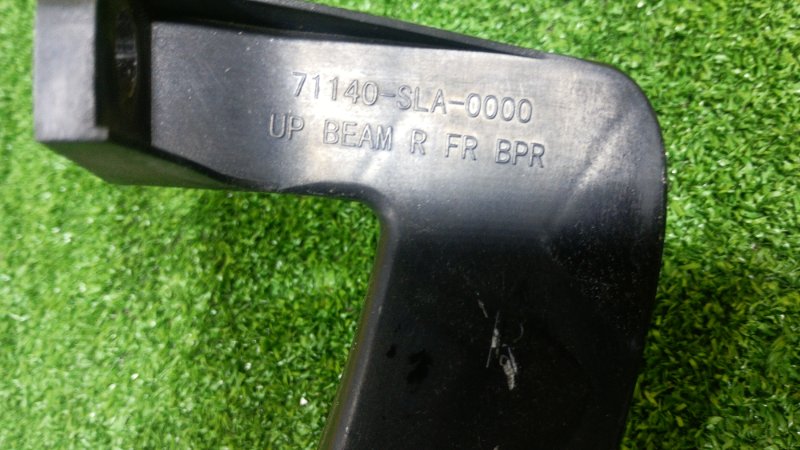 71140-SLA-0000
UP BEAM R FR BPR